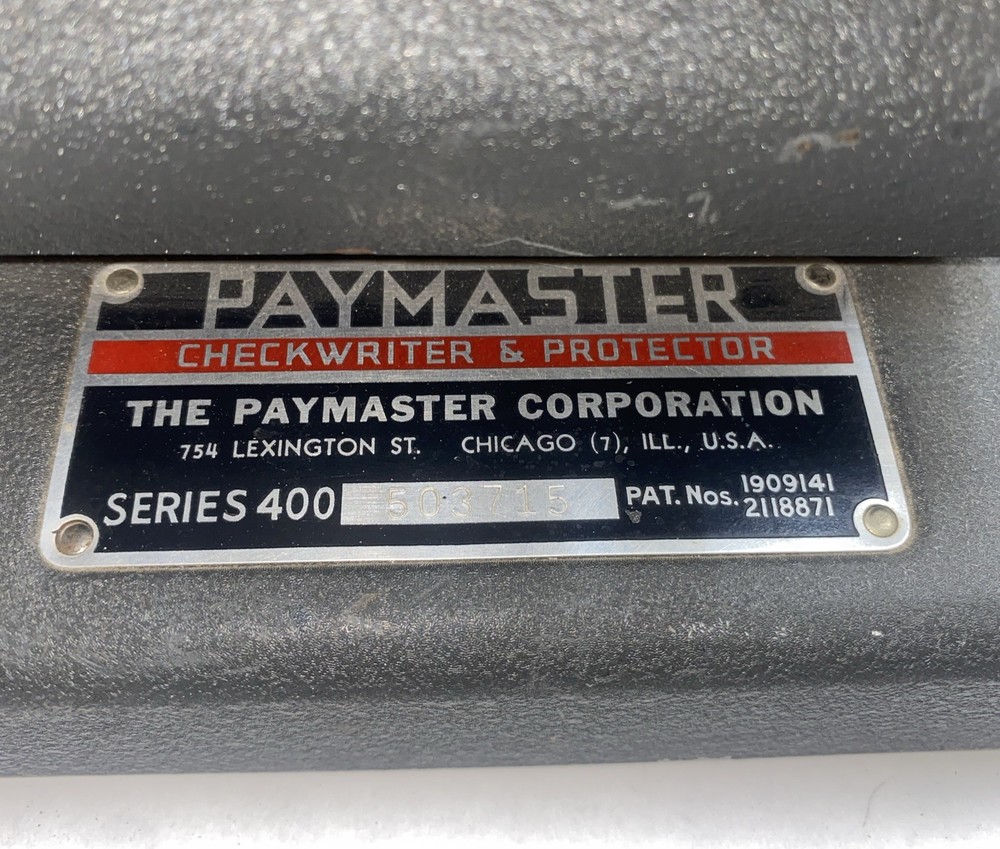 PAYMASTER
CHECKWRITER & PROTECTOR
THE PAYMASTER CORPORATION
754 LEXINGTON ST. CHICAGO (7), ILL., U.S.A.
SERIES 400 503715 PAT. Nos. 1909141
2118871